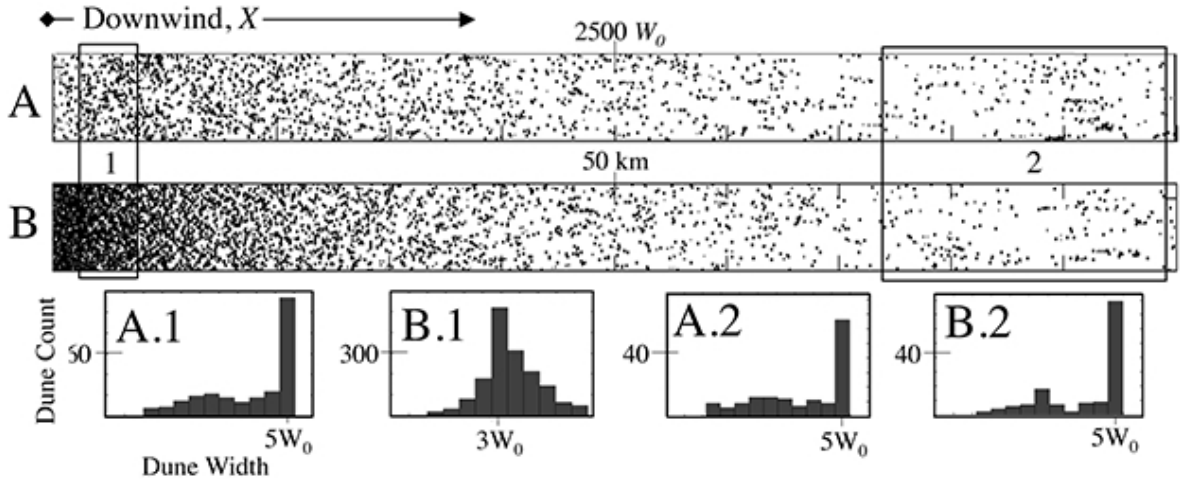 Downwind, X
2500 W₀
A
1
50 km
2
B
Dune Count
A.1
50
5W₀
B.1
300
3W₀
A.2
40
5W₀
B.2
40
5W₀
Dune Width